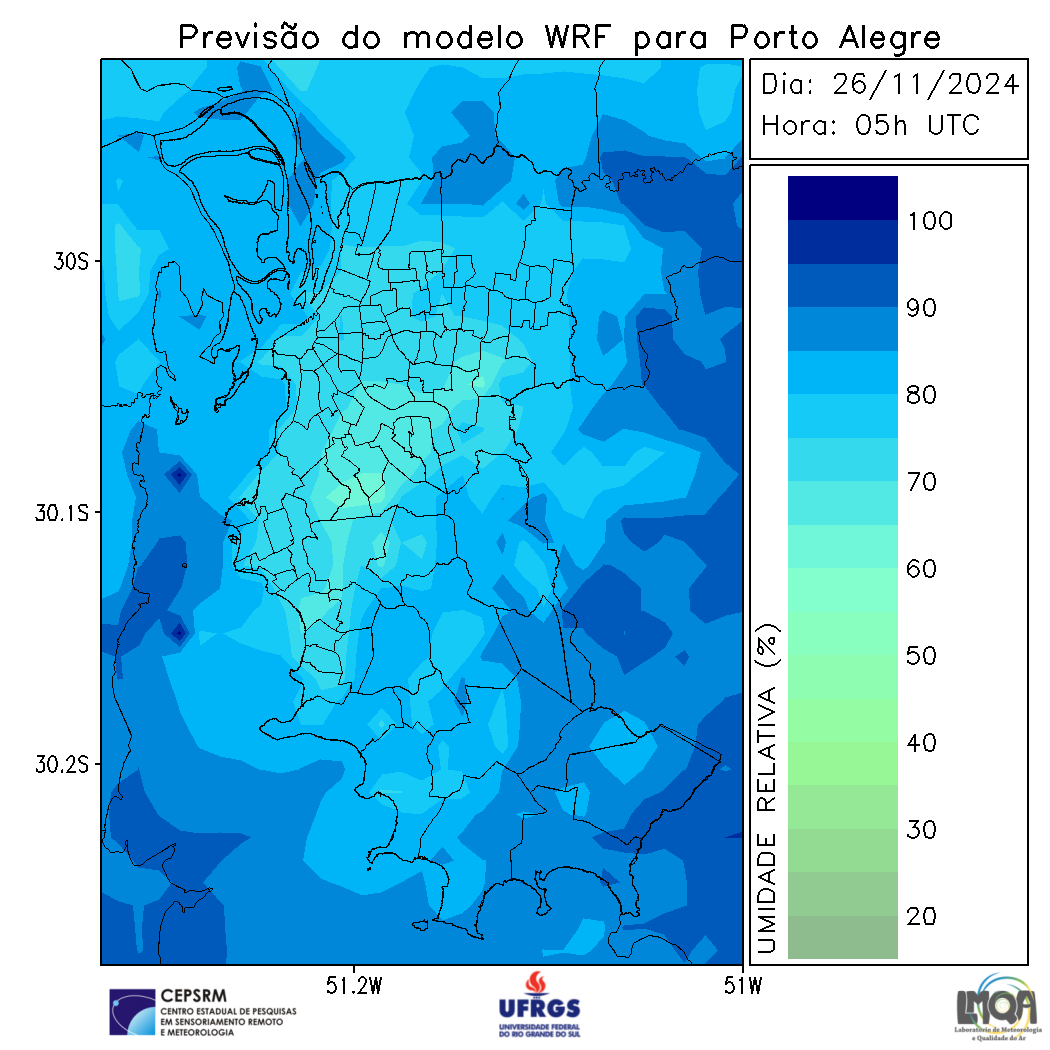 Previsão do modelo WRF para Porto Alegre
Dia: 26/11/2024
Hora: 05h UTC
30S
30.1S
30.2S
51.2W
51W
100
90
80
70
60
50
40
30
20
UMIDADE RELATIVA (%)
CEPSRM
CENTRO ESTADUAL DE PESQUISAS
EM SENSORIAMENTO REMOTO
E METEOROLOGIA
UFRGS
UNIVERSIDADE FEDERAL
DO RIO GRANDE DO SUL
LMQA
Laboratório de Meteorologia
e Qualidade do Ar